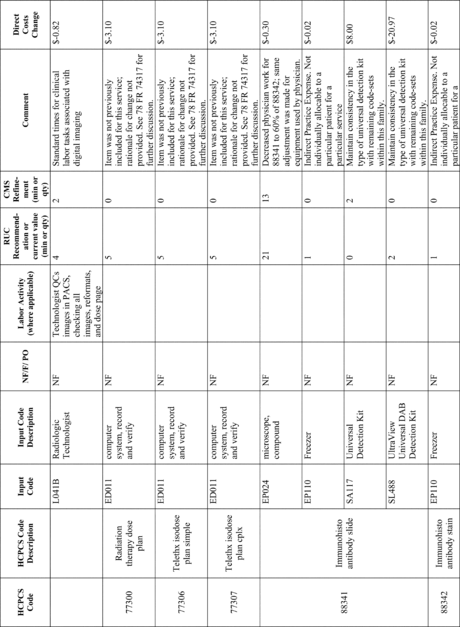 HCPCS Code | HCPCS Code Description | Input Code | Input Code Description | NF/F/ PO | Labor Activity (where applicable) | RUC Recommend-ation or current value (min or qty) | CMS Refine-ment (min or qty) | Comment | Direct Costs Change
L041B | Radiologic Technologist | NF | Technologist QCs images in PACS, checking all images, reformats, and dose page | 4 | 2 | Standard times for clinical labor tasks associated with digital imaging | $-0.82
77300 | Radiation therapy dose plan | ED011 | computer system, record and verify | NF | 5 | 0 | Item was not previously included for this service; rationale for change not provided. See 78 FR 74317 for further discussion. | $-3.10
77306 | Telethx isodose plan simple | ED011 | computer system, record and verify | NF | 5 | 0 | Item was not previously included for this service; rationale for change not provided. See 78 FR 74317 for further discussion. | $-3.10
77307 | Telethx isodose plan cplx | ED011 | computer system, record and verify | NF | 5 | 0 | Item was not previously included for this service; rationale for change not provided. See 78 FR 74317 for further discussion. | $-3.10
88341 | Immunohisto antibody slide | EP024 | microscope, compound | NF | 21 | 13 | Decreased physician work for 88341 to 60% of 88342; same adjustment was made for equipment used by physician. | $-0.30
EP110 | Freezer | NF | 1 | 0 | Indirect Practice Expense. Not individually allocable to a particular patient for a particular service | $-0.02
SA117 | Universal Detection Kit | NF | 0 | 2 | Maintain consistency in the type of universal detection kit with remaining code-sets within this family. | $8.00
SL488 | UltraView Universal DAB Detection Kit | NF | 2 | 0 | Maintain consistency in the type of universal detection kit with remaining code-sets within this family. | $-20.97
88342 | Immunohisto antibody stain | EP110 | Freezer | NF | 1 | 0 | Indirect Practice Expense. Not individually allocable to a particular patient for a | $-0.02